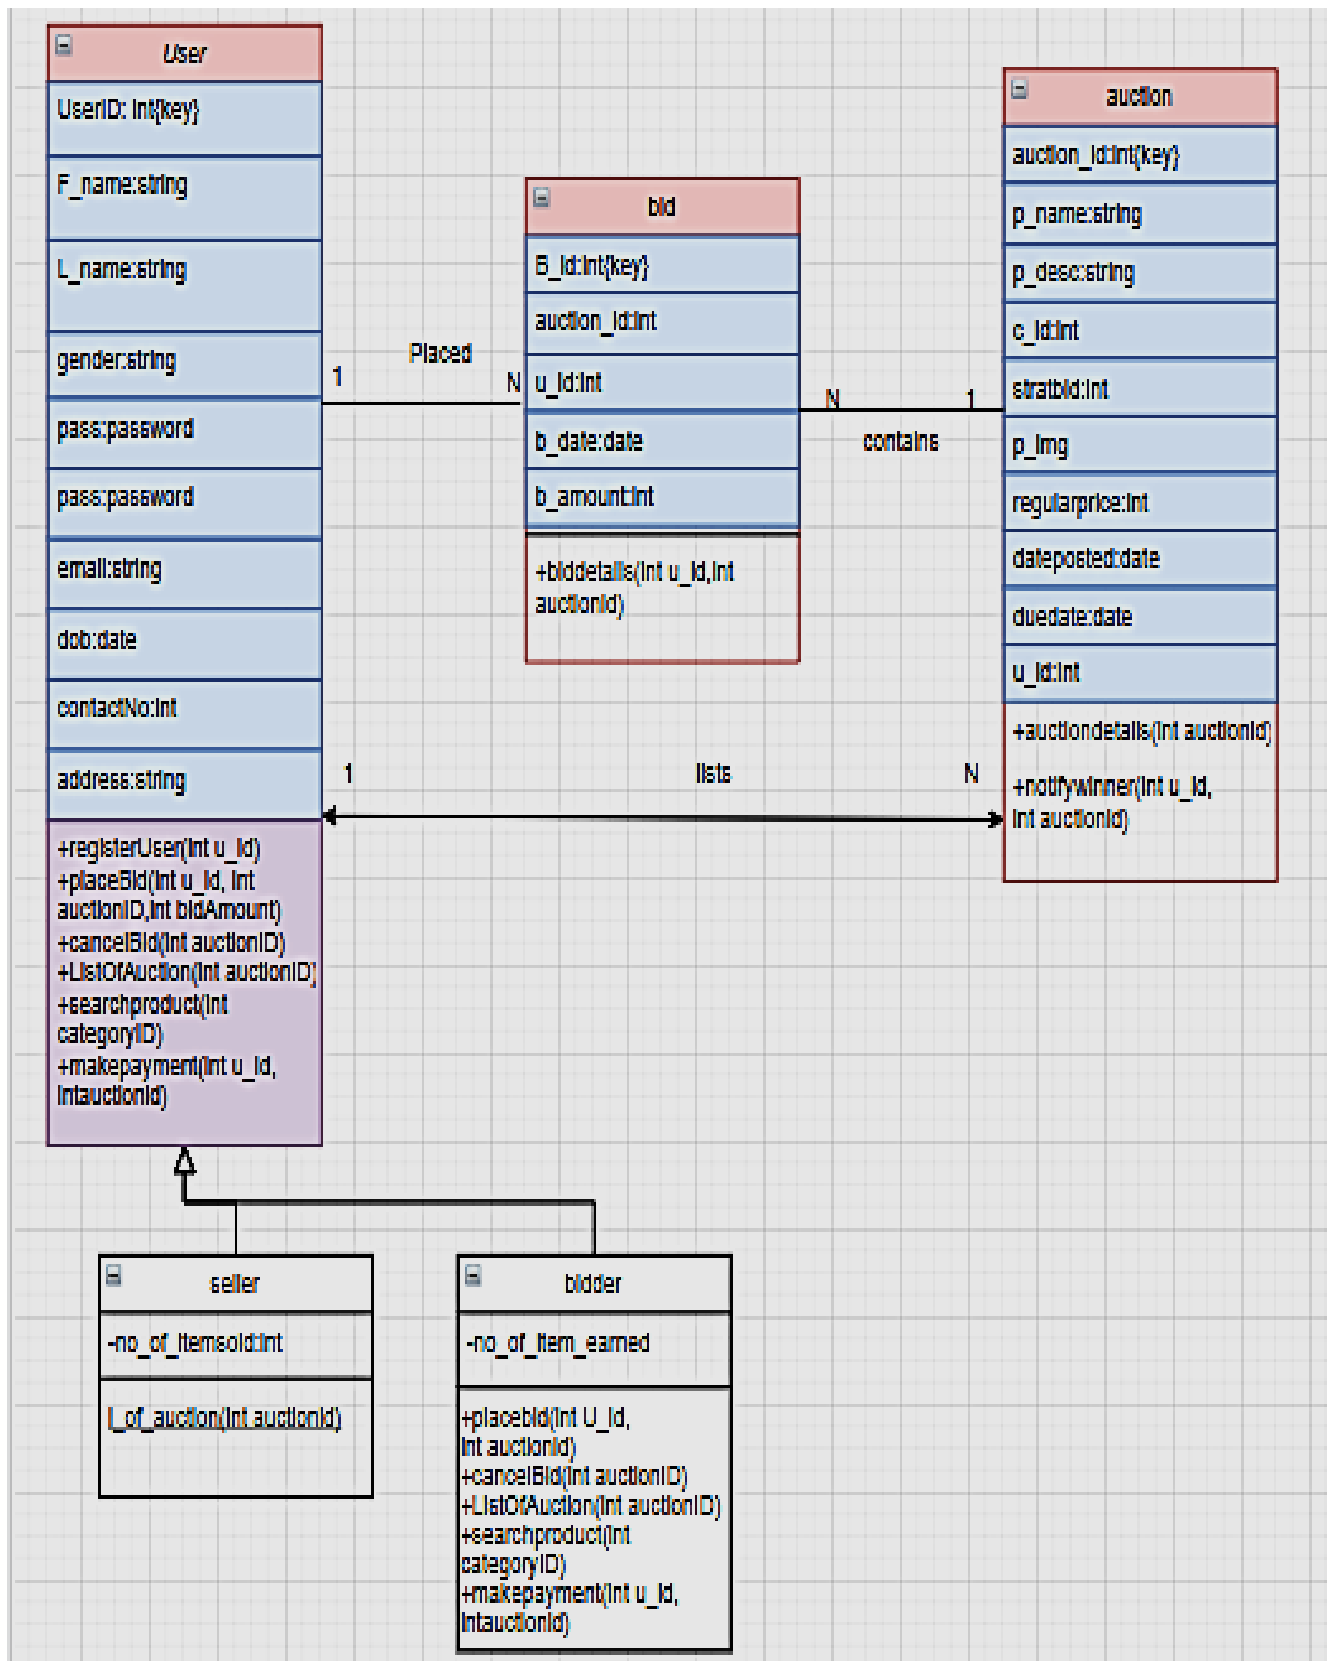 User
UserID: int{key}
F_name:string
L_name:string
gender:string
pass:password
pass:password
email:string
dob:date
contactNo:int
address:string
+registerUser(int u_id)
+placeBid(int u_id, int
auctionID,int bidAmount)
+cancelBid(int auctionID)
+ListOfAuction(int auctionID)
+searchproduct(int
categoryID)
+makepayment(int u_id,
intauctionid)
1
Placed
N
bid
B_id:int{key}
auction_id:int
u_id:int
b_date:date
b_amount:int
+biddetails(int u_id,int
auctionid)
N
1
contains
auction
auction_id:int{key}
p_name:string
p_desc:string
c_id:int
stratbid:int
p_img
regularprice:int
dateposted:date
duedate:date
u_id:int
+auctiondetails(int auctionid)
+notifywinner(int u_id,
int auctionid)
1
lists
N
seller
-no_of_itemsold:int
l_of_auction(int auctionid)
bidder
-no_of_item_earned
+placebid(int U_id,
int auctionid)
+cancelBid(int auctionID)
+ListOfAuction(int auctionID)
+searchproduct(int
categoryID)
+makepayment(int u_id,
intauctionid)